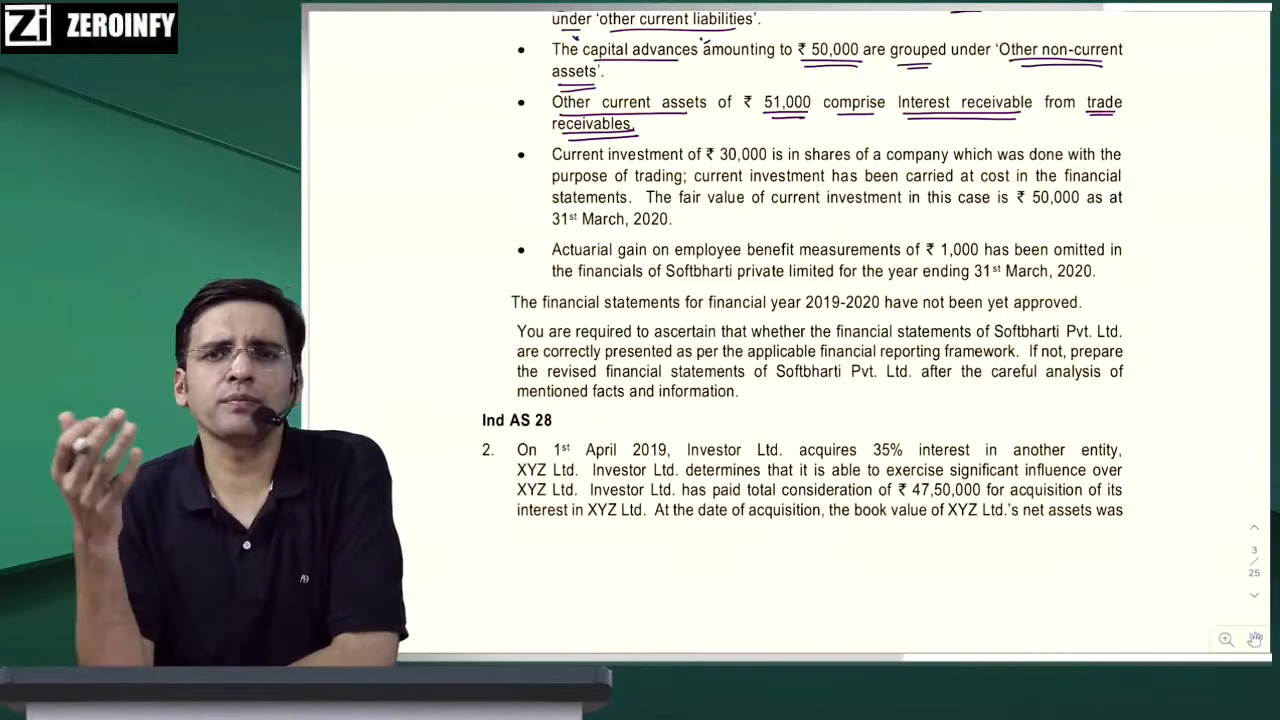 Zi ZEROINFY
under ‘other current liabilities’.
• The capital advances amounting to ₹ 50,000 are grouped under ‘Other non-current
assets’.
• Other current assets of ₹ 51,000 comprise Interest receivable from trade
receivables.
• Current investment of ₹ 30,000 is in shares of a company which was done with the
purpose of trading; current investment has been carried at cost in the financial
statements. The fair value of current investment in this case is ₹ 50,000 as at
31st March, 2020.
• Actuarial gain on employee benefit measurements of ₹ 1,000 has been omitted in
the financials of Softbharti private limited for the year ending 31st March, 2020.
The financial statements for financial year 2019-2020 have not been yet approved.
You are required to ascertain that whether the financial statements of Softbharti Pvt. Ltd.
are correctly presented as per the applicable financial reporting framework. If not, prepare
the revised financial statements of Softbharti Pvt. Ltd. after the careful analysis of
mentioned facts and information.
Ind AS 28
2. On 1st April 2019, Investor Ltd. acquires 35% interest in another entity,
XYZ Ltd. Investor Ltd. determines that it is able to exercise significant influence over
XYZ Ltd. Investor Ltd. has paid total consideration of ₹ 47,50,000 for acquisition of its
interest in XYZ Ltd. At the date of acquisition, the book value of XYZ Ltd.’s net assets was
3
/
25